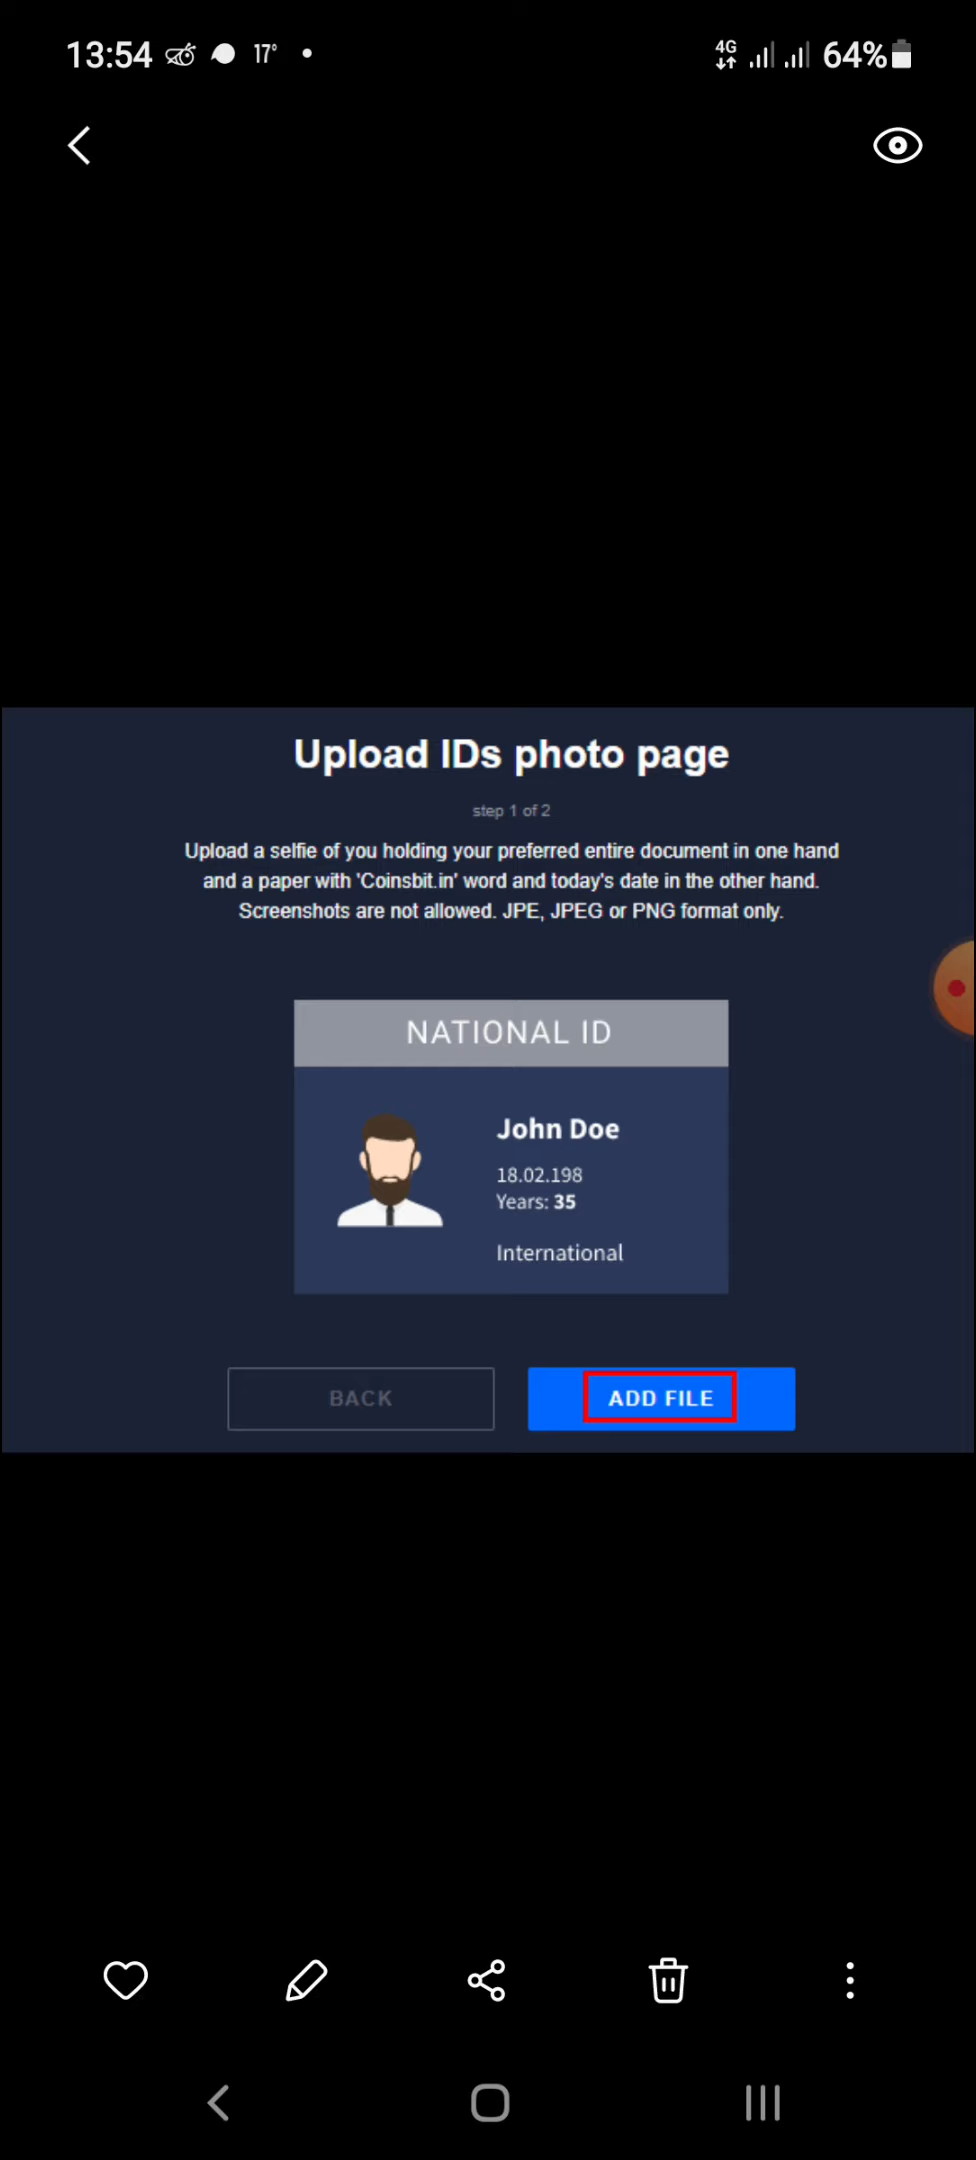 13:54 17° 4G 64%
Upload IDs photo page
step 1 of 2
Upload a selfie of you holding your preferred entire document in one hand
and a paper with 'Coinsbit.in' word and today's date in the other hand.
Screenshots are not allowed. JPE, JPEG or PNG format only.
NATIONAL ID
John Doe
18.02.198
Years: 35
International
BACK
ADD FILE